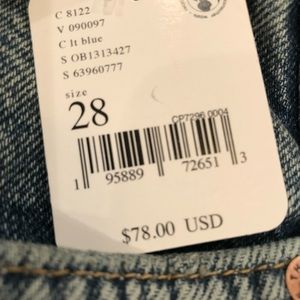 C 8122
V 090097
C lt blue
S OB1313427
S 63960777
size
28
CP7296 0004
1 95889 72651 3
$78.00 USD